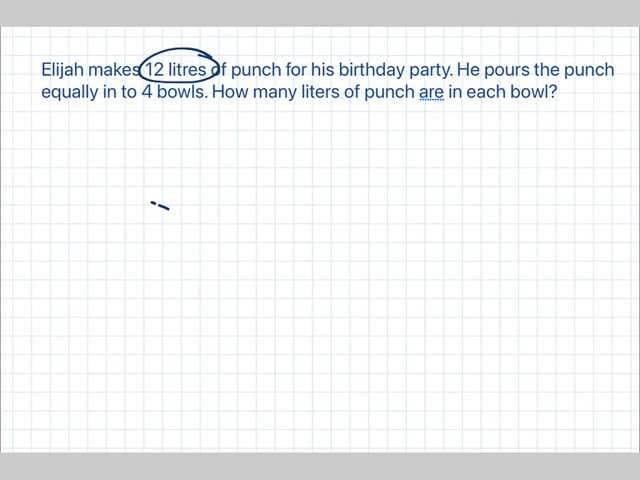 Elijah makes 12 litres of punch for his birthday party. He pours the punch
equally in to 4 bowls. How many liters of punch are in each bowl?